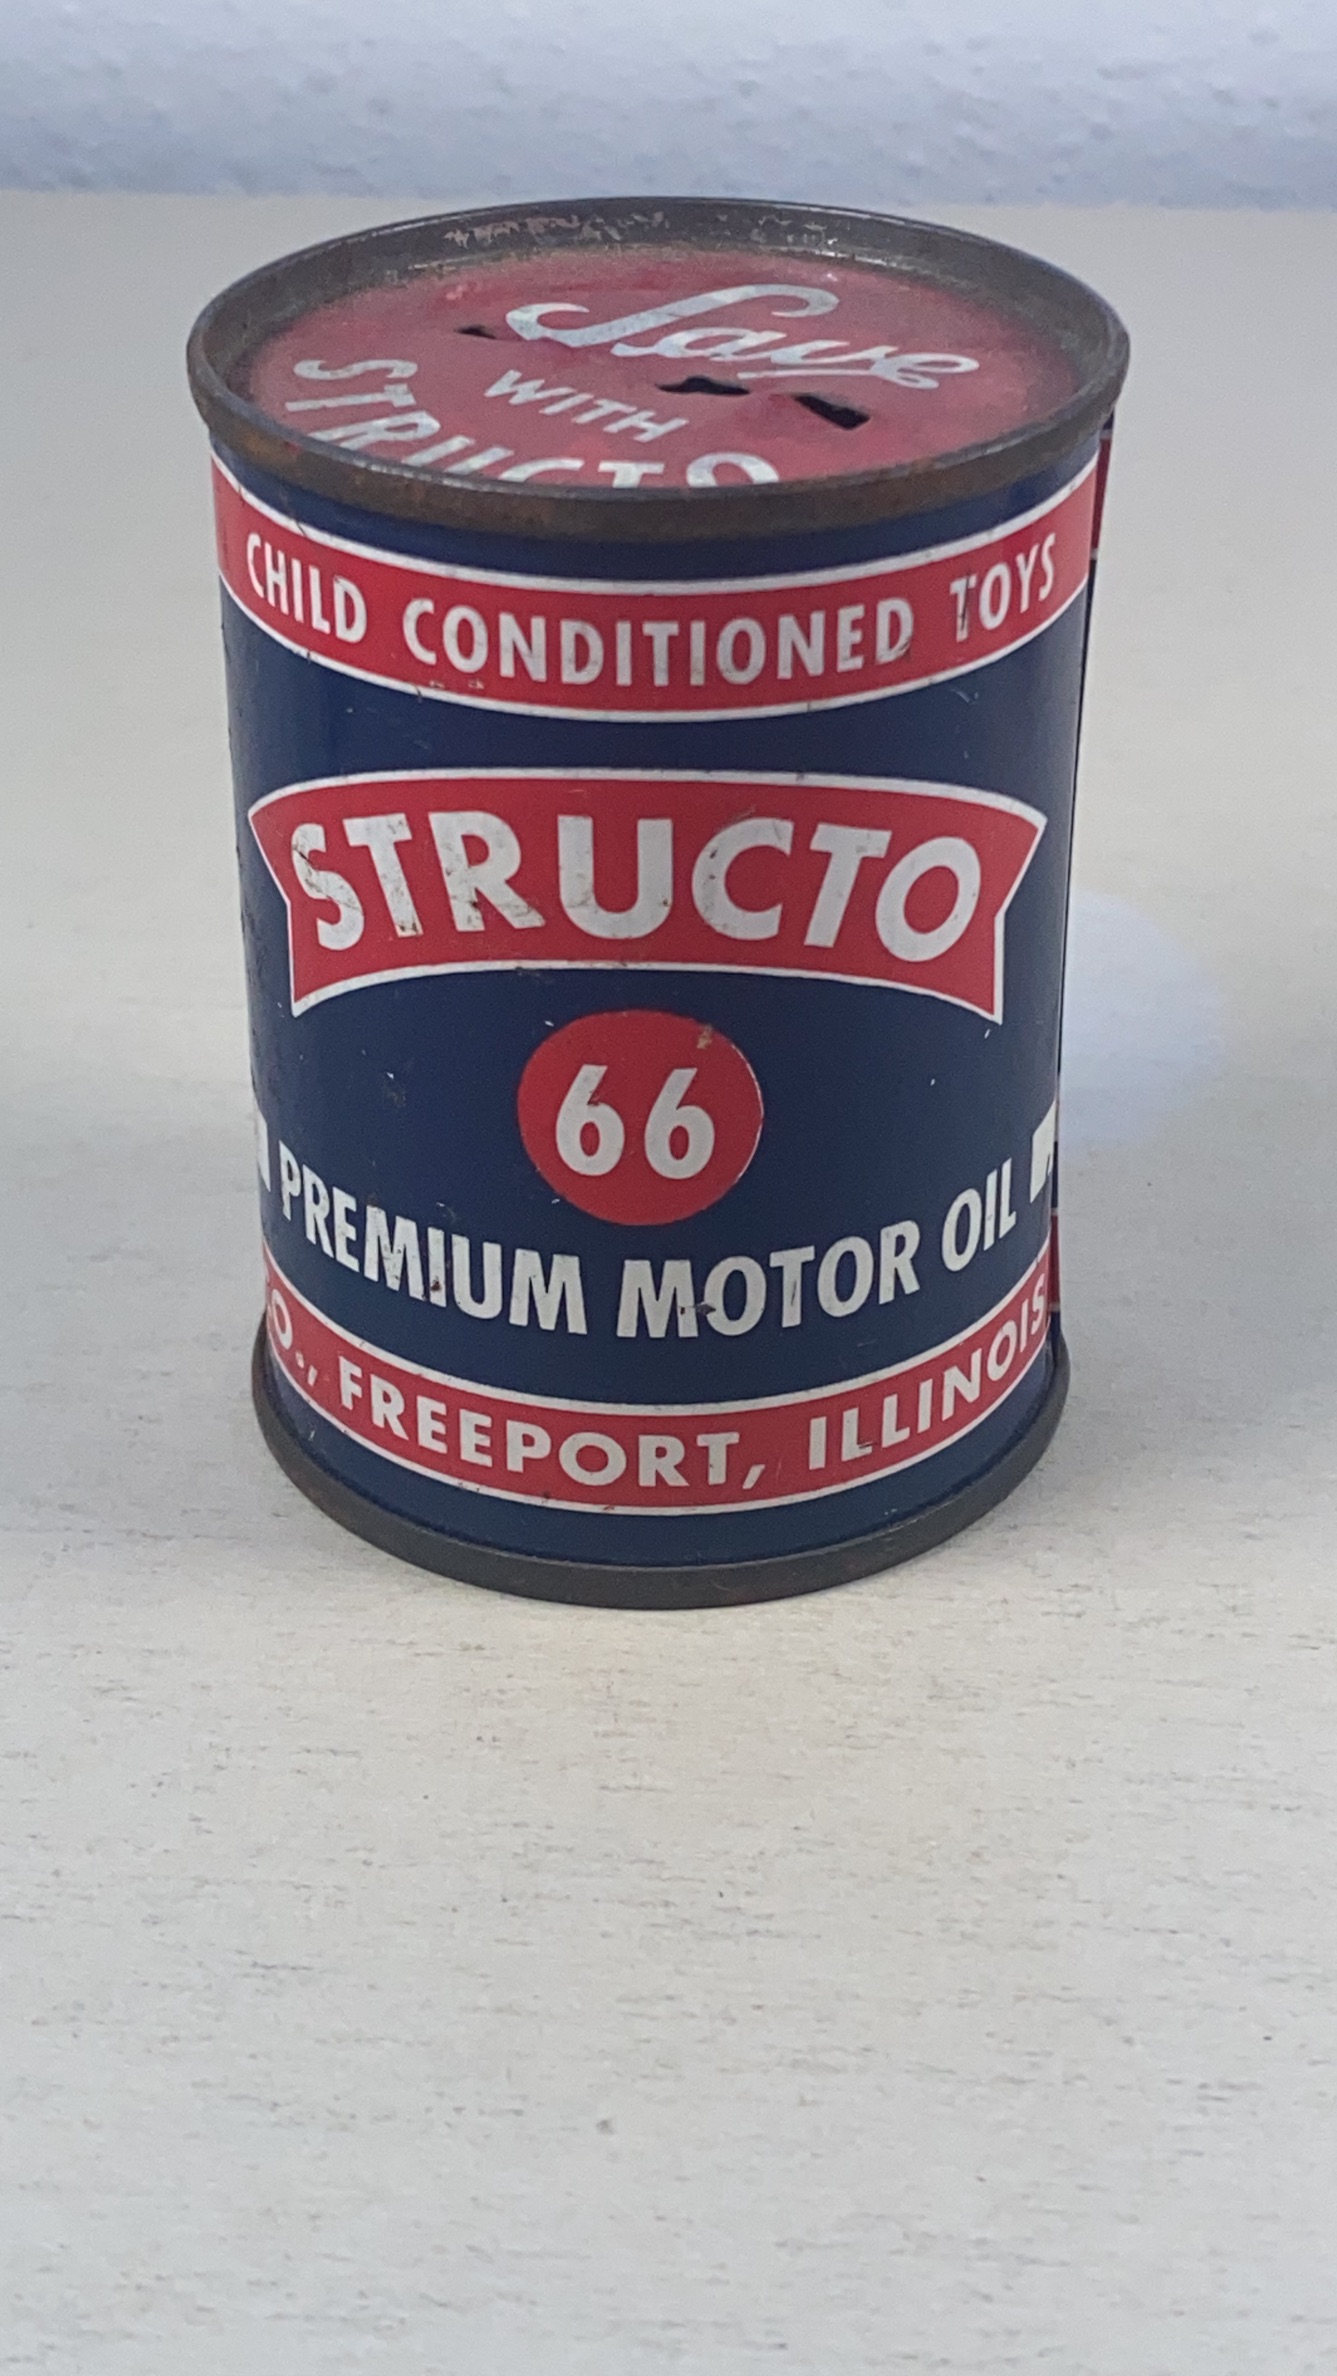 Save
WITH
STRUCTO
CHILD CONDITIONED TOYS
STRUCTO
66
PREMIUM MOTOR OIL
FREEPORT, ILLINOIS